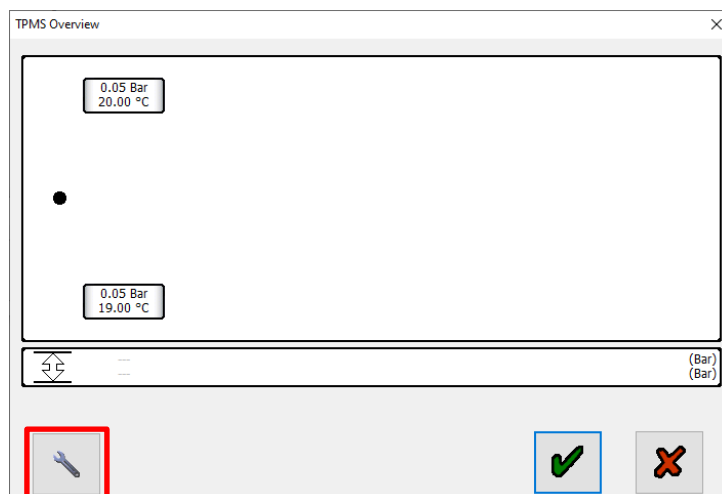 TPMS Overview
0.05 Bar
20.00 °C
0.05 Bar
19.00 °C
--- (Bar)
--- (Bar)